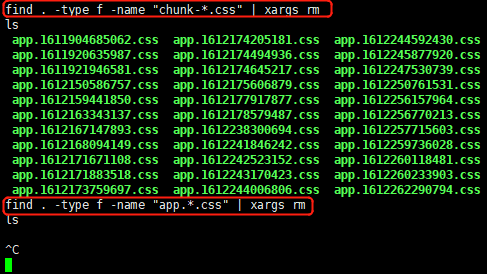 find . -type f -name "chunk-*.css" | xargs rm
ls
app.1611904685062.css app.1612174205181.css app.1612244592430.css
app.1611920635987.css app.1612174494936.css app.1612245877920.css
app.1611921946581.css app.1612174645217.css app.1612247530739.css
app.1612150586757.css app.1612175606879.css app.1612250761531.css
app.1612159441850.css app.1612177917877.css app.1612256157964.css
app.1612163343137.css app.1612178579487.css app.1612256770213.css
app.1612167147893.css app.1612238300694.css app.1612257715603.css
app.1612168094149.css app.1612241846242.css app.1612259736028.css
app.1612171671108.css app.1612242523152.css app.1612260118481.css
app.1612171883518.css app.1612243170423.css app.1612260233903.css
app.1612173759697.css app.1612244006806.css app.1612262290794.css
find . -type f -name "app.*.css" | xargs rm
ls
^C